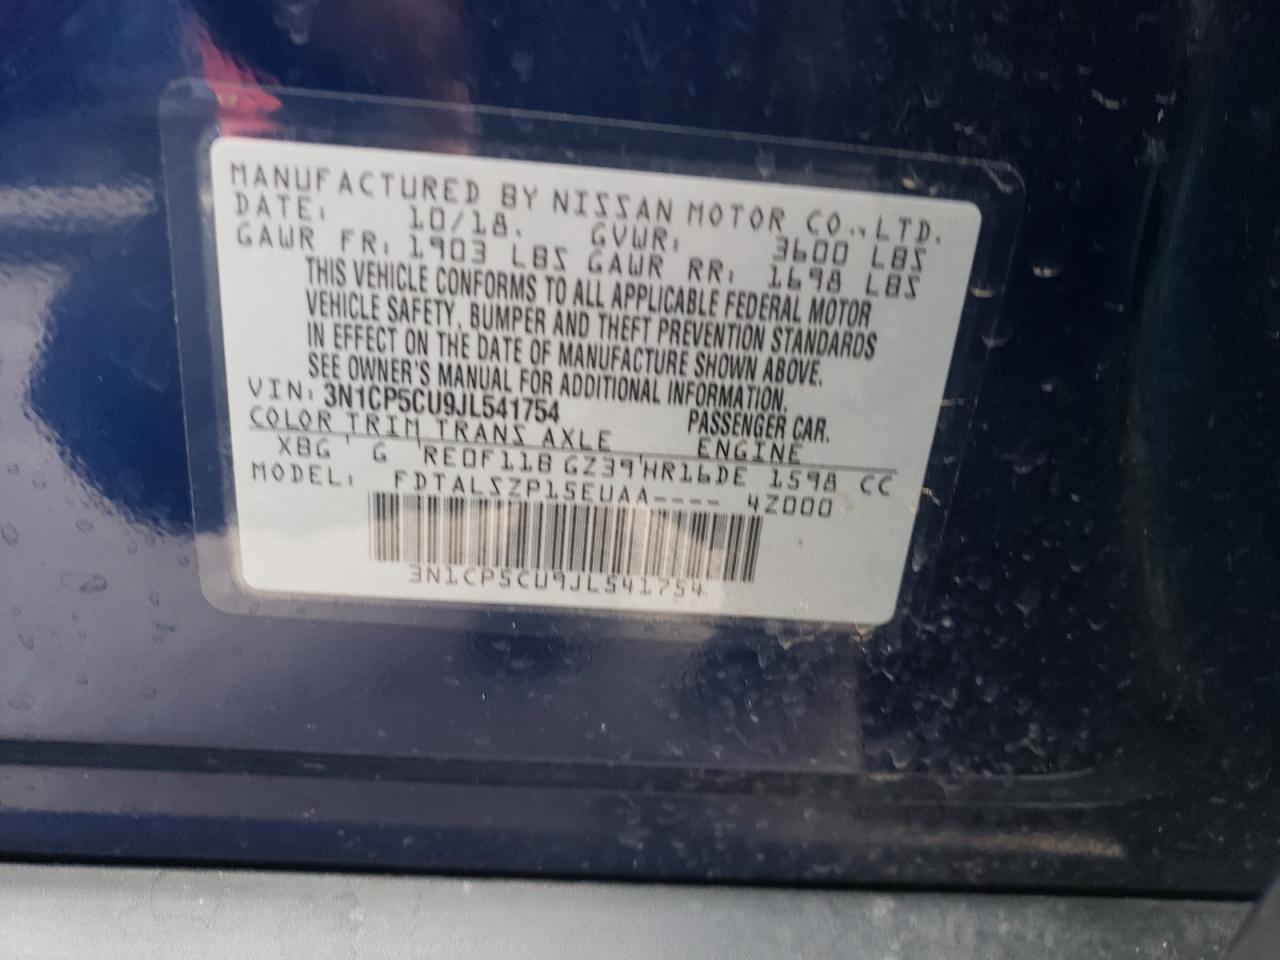 MANUFACTURED BY NISSAN MOTOR CO., LTD.
DATE: 10/18. GVWR: 3600 LBS
GAWR FR: 1903 LBS GAWR RR: 1698 LBS
THIS VEHICLE CONFORMS TO ALL APPLICABLE FEDERAL MOTOR
VEHICLE SAFETY, BUMPER AND THEFT PREVENTION STANDARDS
IN EFFECT ON THE DATE OF MANUFACTURE SHOWN ABOVE.
SEE OWNER'S MANUAL FOR ADDITIONAL INFORMATION.
VIN: 3N1CP5CU9JL541754 PASSENGER CAR.
COLOR TRIM TRANS AXLE ENGINE
XBG G RE0F11B GZ39 HR16DE 1598 CC
MODEL: FDTALSZP15EUAA---- 4Z000
3N1CP5CU9JL541754